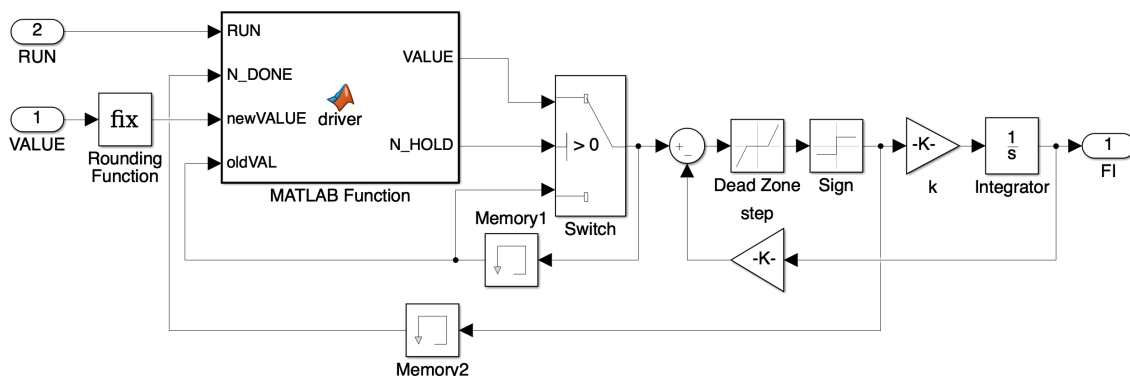 2
RUN
1
VALUE
fix
Rounding
Function
RUN
N_DONE
newVALUE
oldVAL
driver
VALUE
N_HOLD
MATLAB Function
> 0
Switch
Memory1
Memory2
+
−
Dead Zone
Sign
-K-
k
1
s
Integrator
1
FI
step
-K-